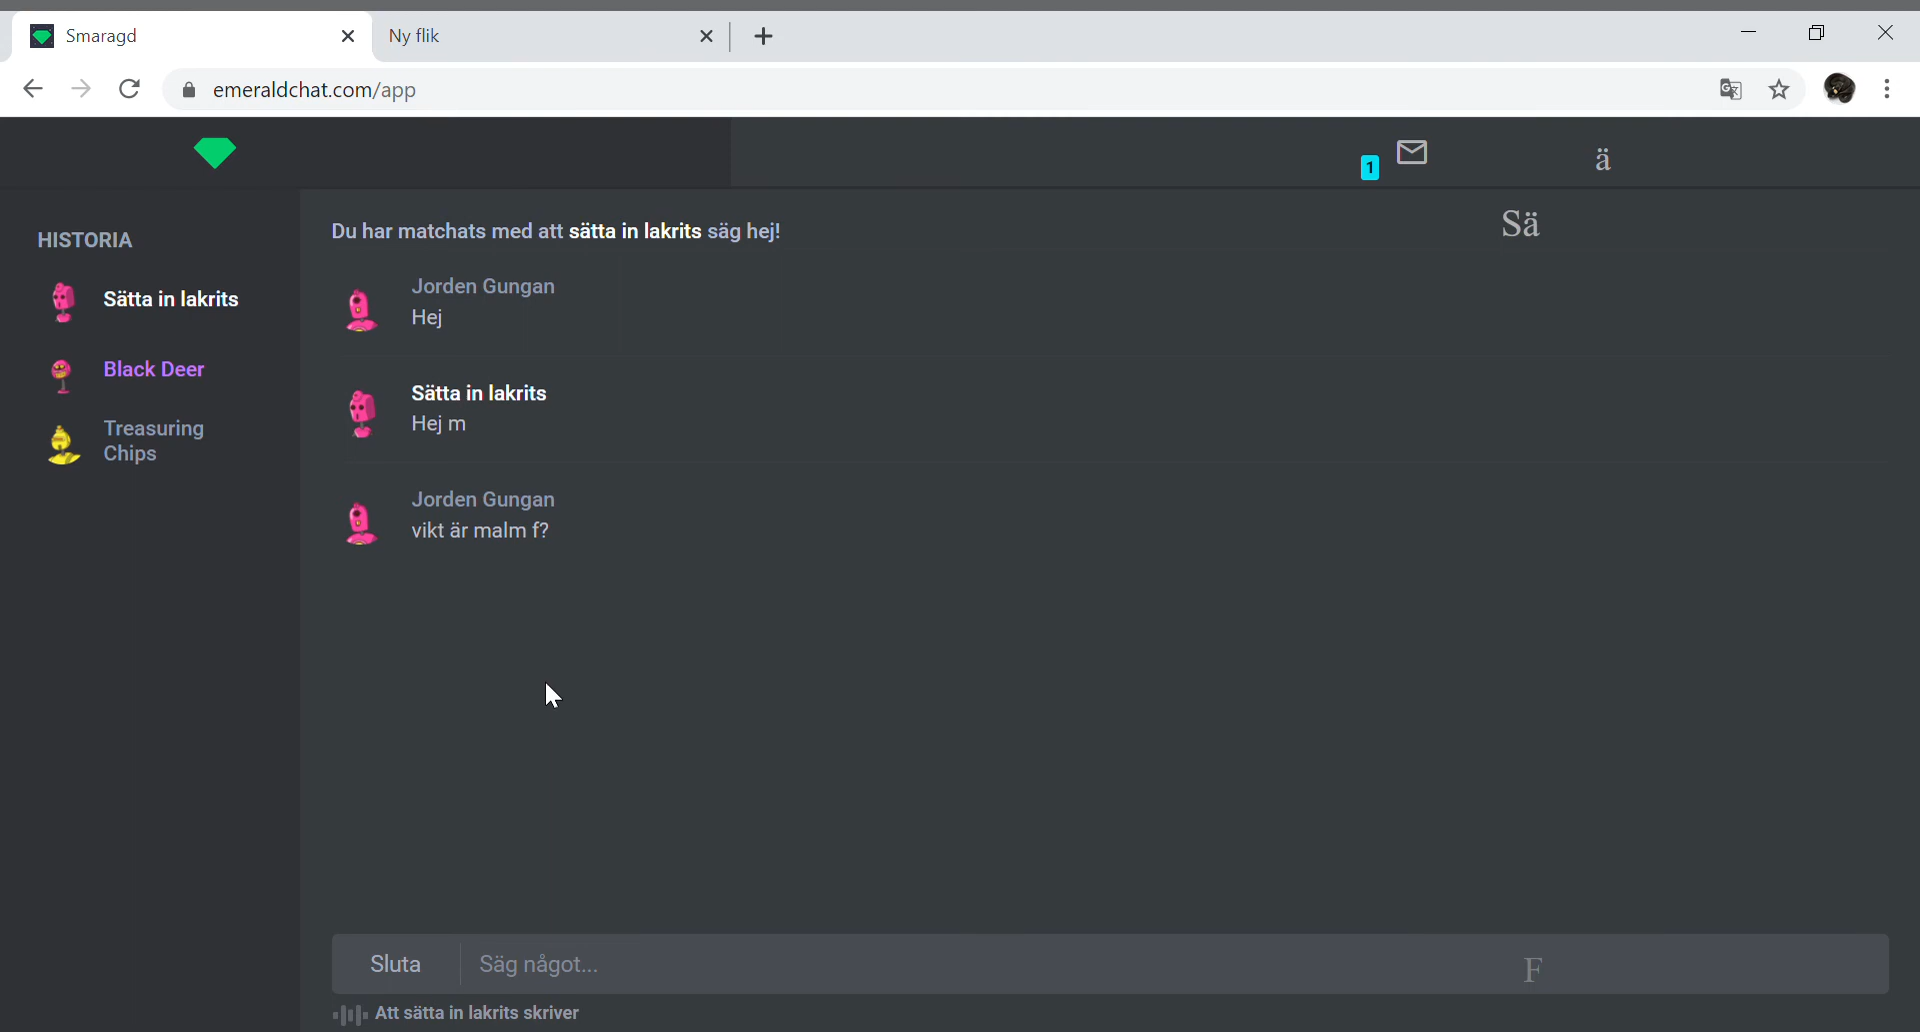 Smaragd
Ny flik
emeraldchat.com/app
1
ä
HISTORIA
Sätta in lakrits
Black Deer
Treasuring
Chips
Du har matchats med att sätta in lakrits säg hej!
Sä
Jorden Gungan
Hej
Sätta in lakrits
Hej m
Jorden Gungan
vikt är malm f?
Sluta
Säg något...
F
Att sätta in lakrits skriver